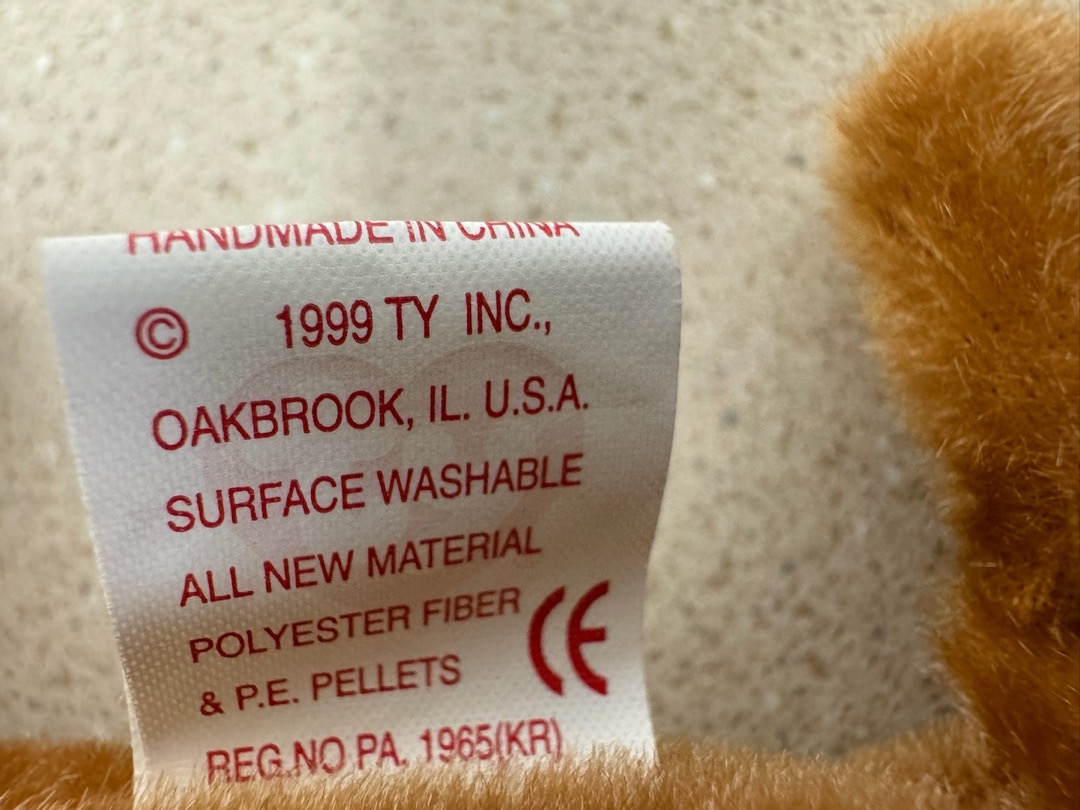 HANDMADE IN CHINA
© 1999 TY INC.,
OAKBROOK, IL. U.S.A.
SURFACE WASHABLE
ALL NEW MATERIAL
POLYESTER FIBER
& P.E. PELLETS CE
REG.NO PA. 1965(KR)